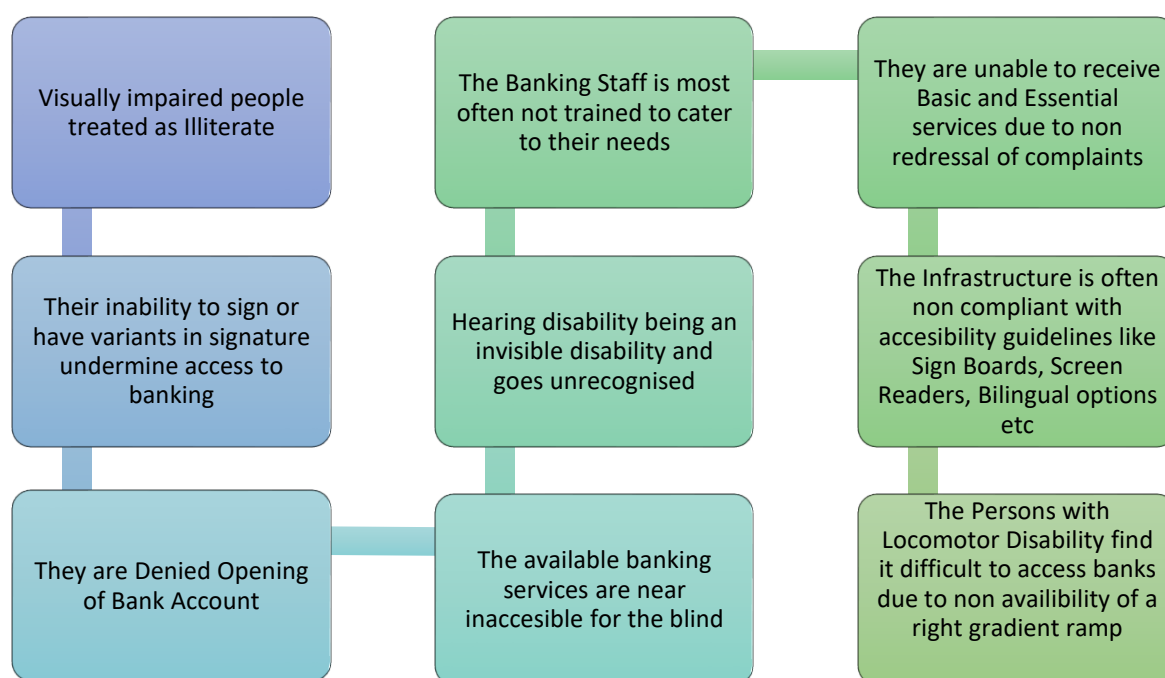 Visually impaired people
treated as Illiterate
Their inability to sign or
have variants in signature
undermine access to
banking
They are Denied Opening
of Bank Account
The available banking
services are near
inaccesible for the blind
Hearing disability being an
invisible disability and
goes unrecognised
The Banking Staff is most
often not trained to cater
to their needs
They are unable to receive
Basic and Essential
services due to non
redressal of complaints
The Infrastructure is often
non compliant with
accesibility guidelines like
Sign Boards, Screen
Readers, Bilingual options
etc
The Persons with
Locomotor Disability find
it difficult to access banks
due to non availibility of a
right gradient ramp